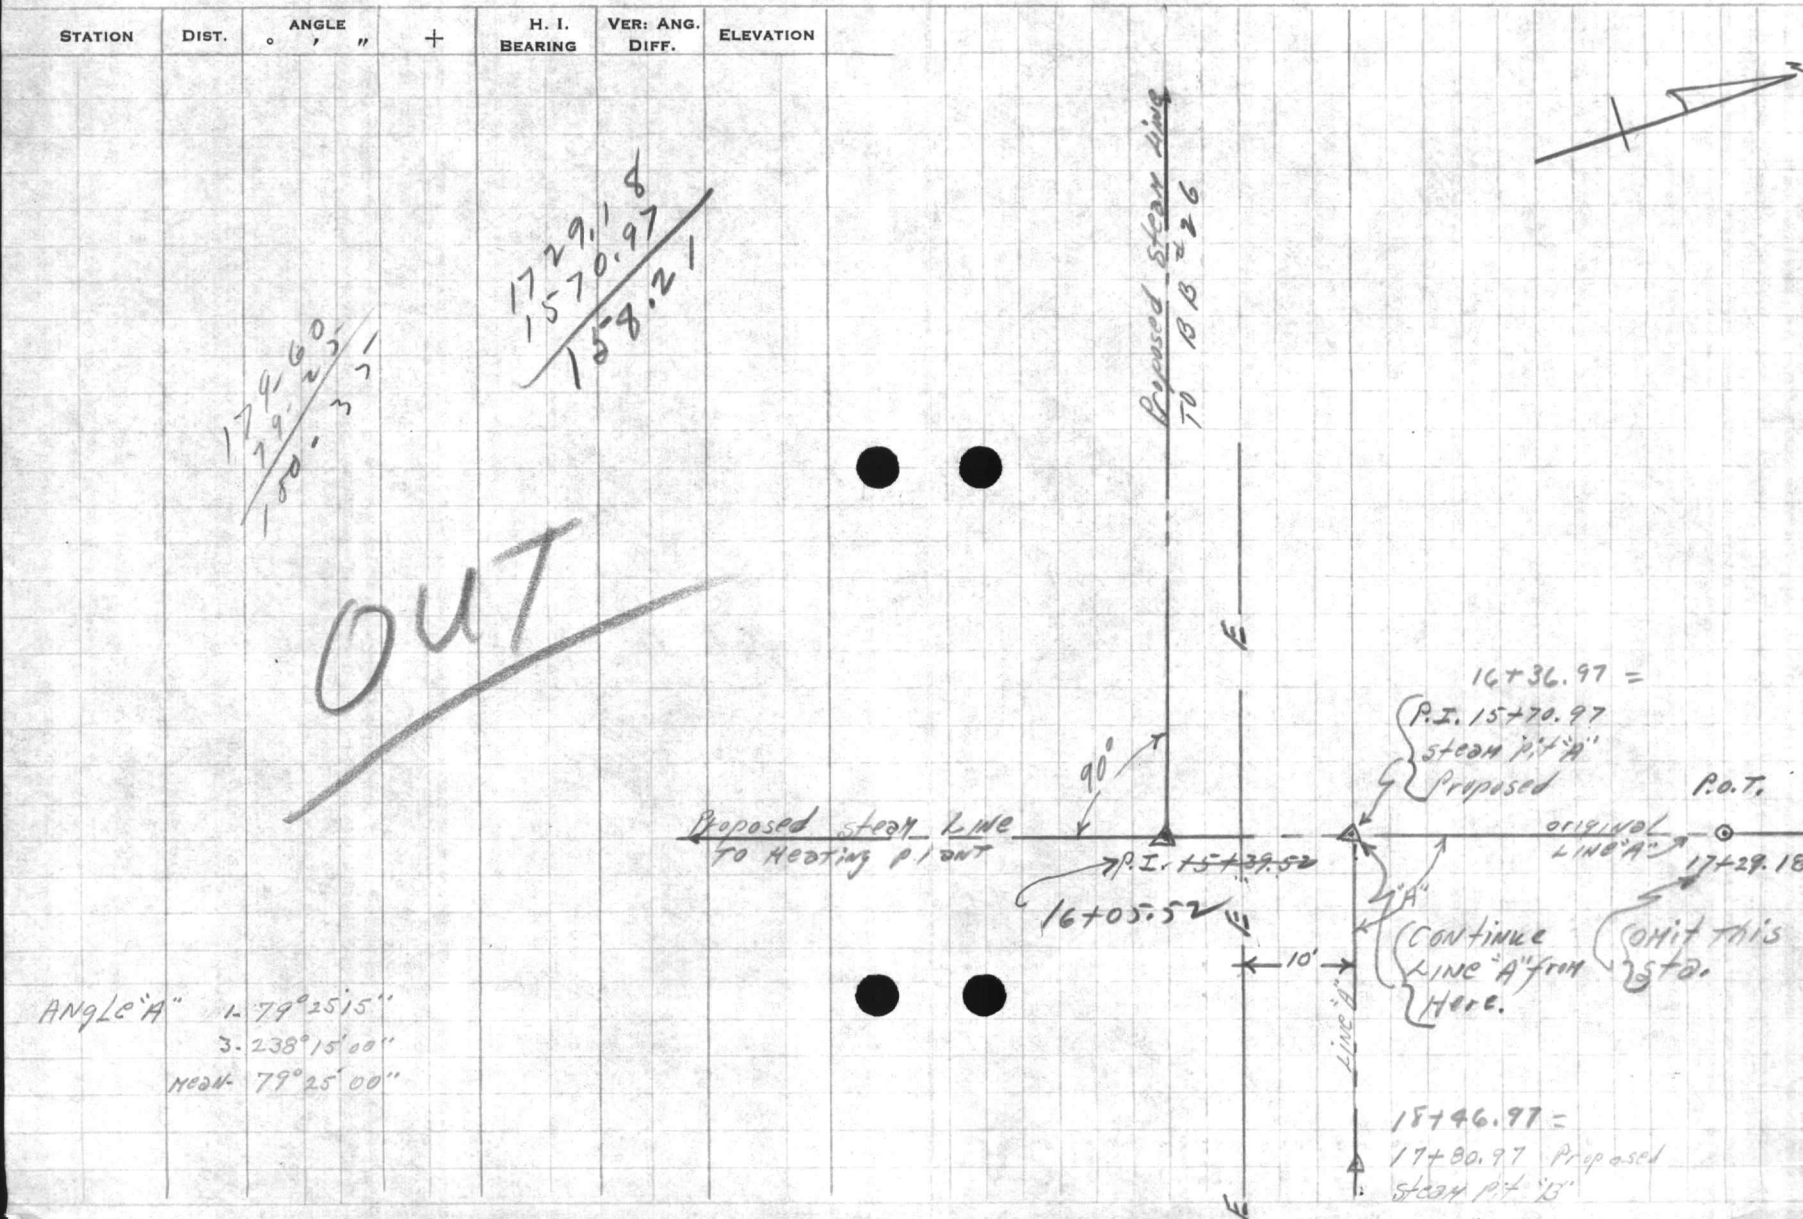 STATION DIST. ANGLE ° ' " + H. I. BEARING VER: ANG. DIFF. ELEVATION
N
Proposed Steam Line
TO B B # 26
1729.18
1570.97
158.21
179-60
OUT
E
16+36.97 =
P.I. 15+70.97
steam pit "A"
Proposed
90°
P.O.T.
Proposed steam Line
TO Heating plant
original
LINE "A"
17+29.18
P.I. 15+39.52
16+05.52
E
"A"
Continue
LINE "A" from
Here.
Omit This
Sta.
10'
LINE "A"
ANGLE "A" 1- 79°25'15"
3- 238°15'00"
Mean- 79°25'00"
18+46.97 =
17+80.97 Proposed
steam pit "B"
E